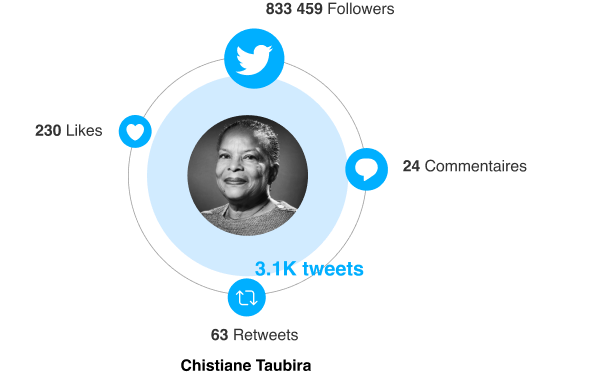 833 459 Followers
230 Likes
24 Commentaires
3.1K tweets
63 Retweets
Chistiane Taubira